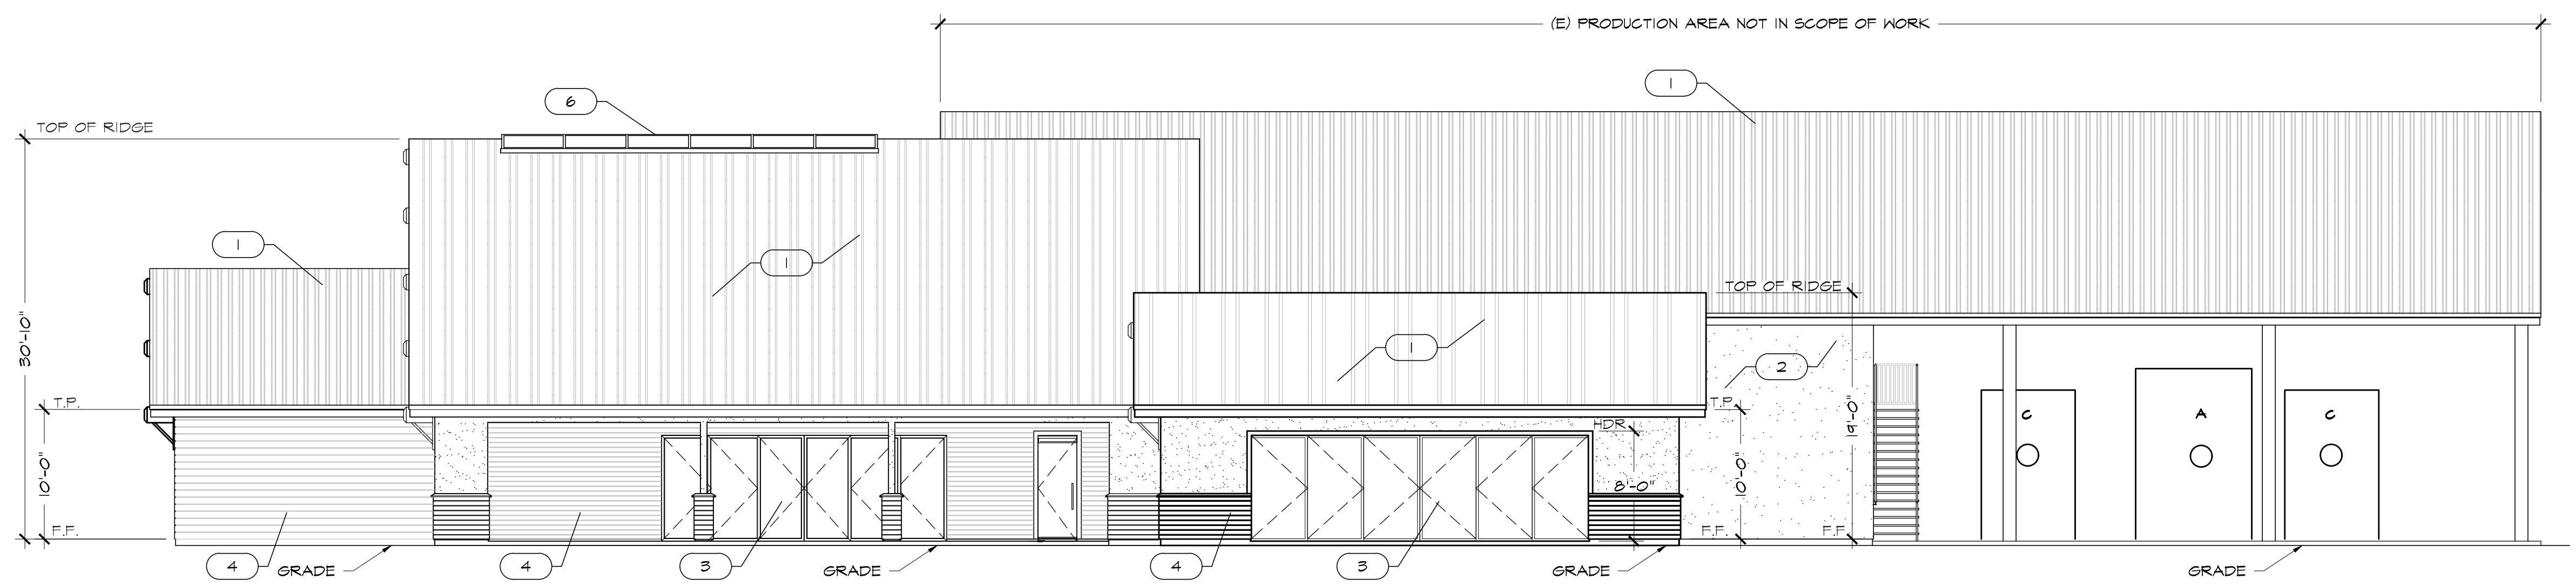 (E) PRODUCTION AREA NOT IN SCOPE OF WORK
1
6
TOP OF RIDGE
1
1
TOP OF RIDGE
30'-10"
1
2
T.P.
T.P.
19'-0"
C
A
C
HDR
10'-0"
10'-0"
8'-0"
F.F.
F.F.
F.F.
4
GRADE
4
3
GRADE
4
3
GRADE
GRADE